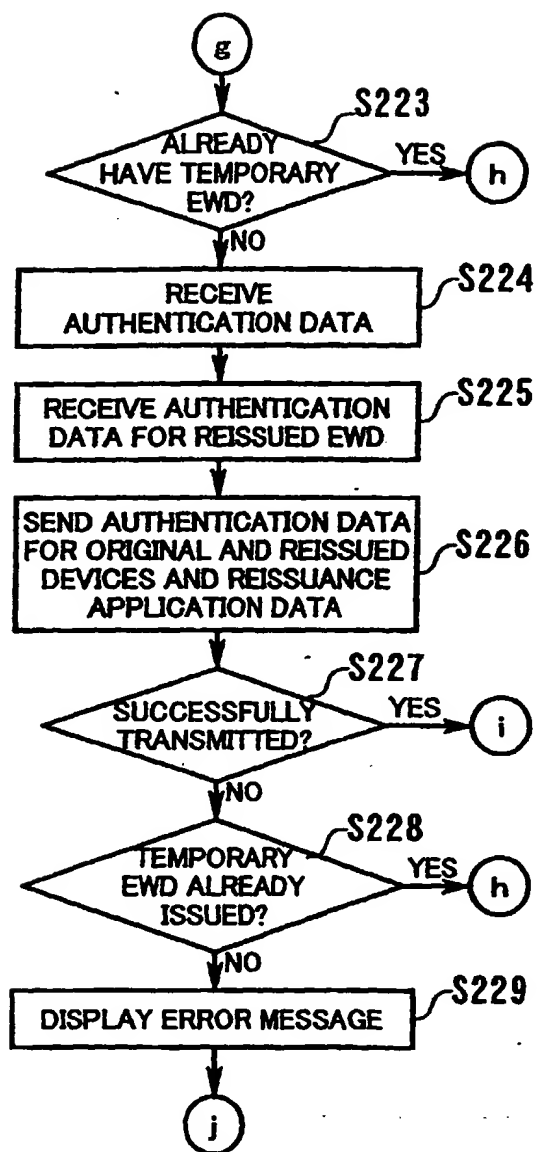 g
S223
ALREADY
HAVE TEMPORARY
EWD?
YES
h
NO
S224
RECEIVE
AUTHENTICATION DATA
S225
RECEIVE AUTHENTICATION
DATA FOR REISSUED EWD
SEND AUTHENTICATION DATA
FOR ORIGINAL AND REISSUED
DEVICES AND REISSUANCE
APPLICATION DATA
S226
S227
SUCCESSFULLY
TRANSMITTED?
YES
i
NO
S228
TEMPORARY
EWD ALREADY
ISSUED?
YES
h
NO
S229
DISPLAY ERROR MESSAGE
j